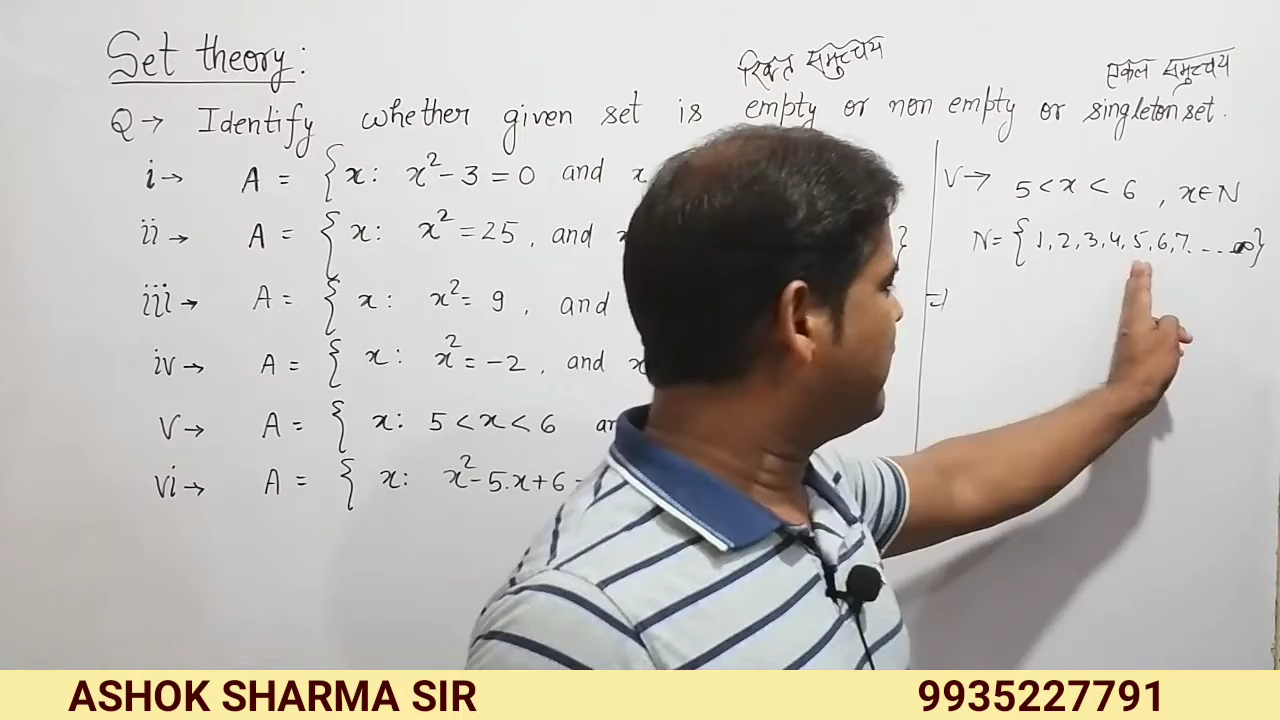 Set theory:
रिक्त समुच्चय
एकल समुच्चय
Q→ Identify whether given set is empty or non empty or singleton set.
i→ A = { x: x²-3=0 and x
ii→ A = { x: x²=25, and x }
iii→ A = { x: x²=9, and
iv→ A = { x: x²=-2, and x
V→ A = { x: 5<x<6 an
vi→ A = { x: x²-5.x+6-
V→ 5<x<6, x∈N
N={1,2,3,4,5,6,7...∞}
⇒
ASHOK SHARMA SIR
9935227791